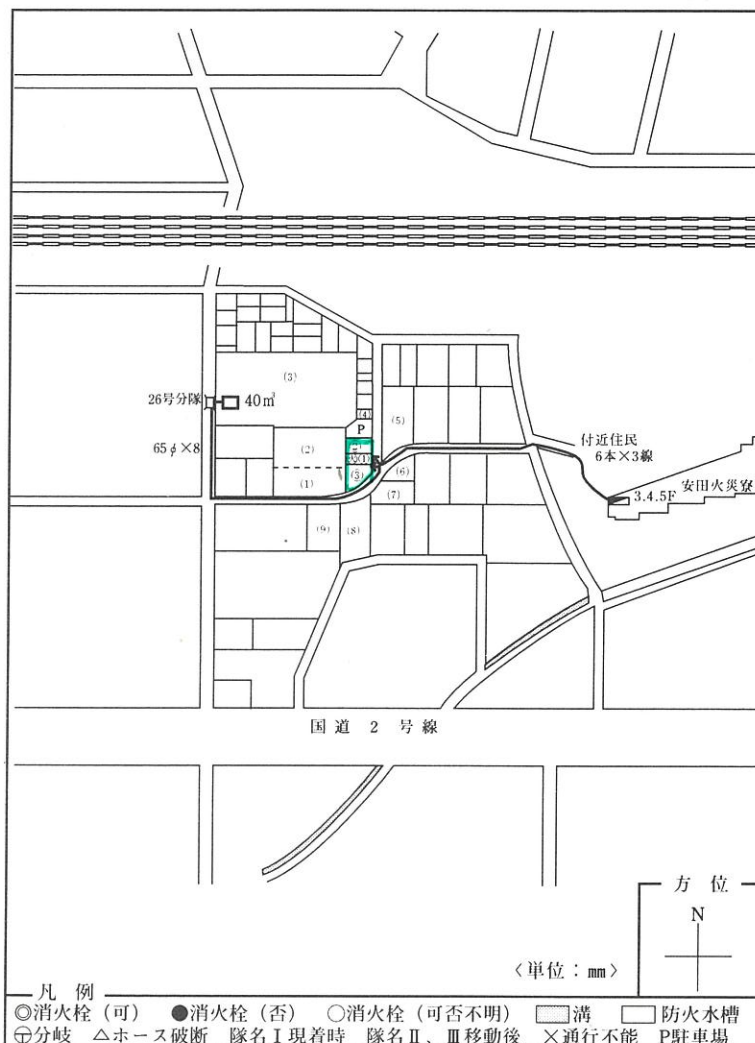 (3)
26号分隊
40㎥
(4)
P
(5)
65φ×8
(2)
(1)
(1)
(3)
(6)
(7)
付近住民
6本×3線
安田火災寮
3.4.5F
(9)
(8)
国道 2 号線
方 位
N
〈単位：㎜〉
凡 例
◎消火栓（可） ●消火栓（否） ○消火栓（可否不明） 溝 防火水槽
分岐 △ホース破断 隊名Ⅰ現着時 隊名Ⅱ、Ⅲ移動後 ×通行不能 P駐車場